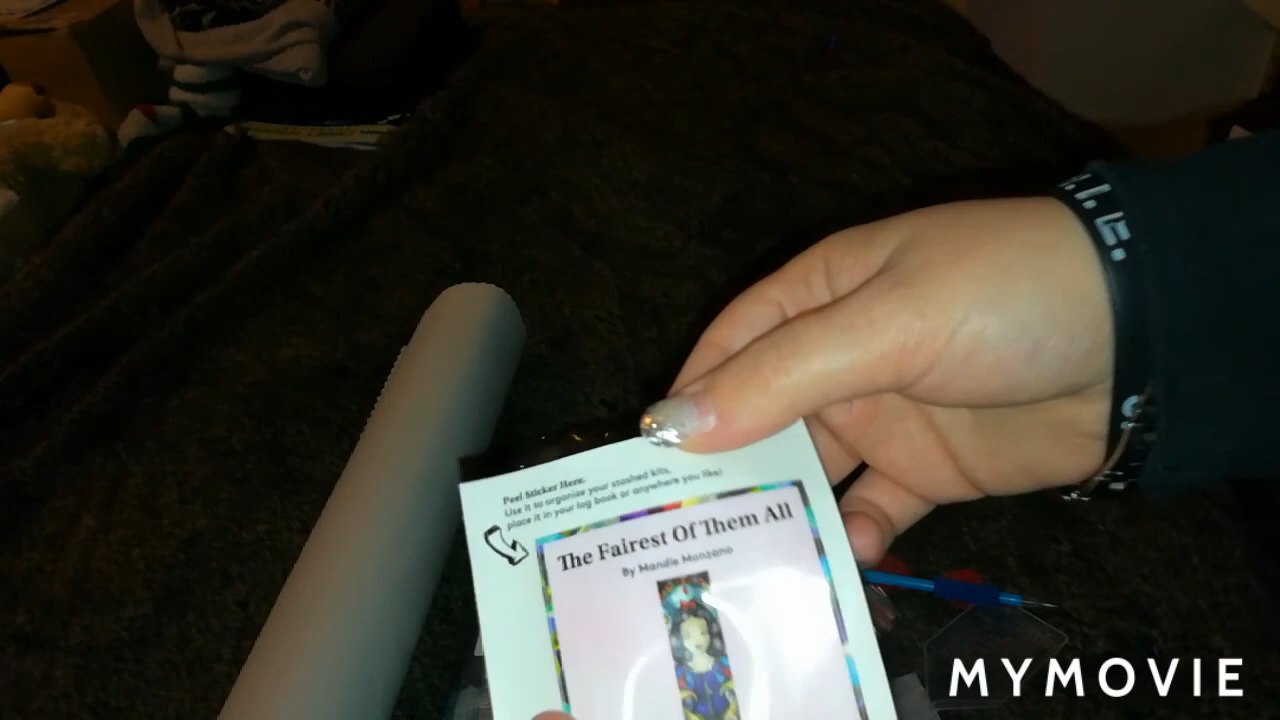 Peel Sticker Here.
Use it to organize your stashed kits,
place it in your log book or anywhere you like!
The Fairest Of Them All
By Mandie Manzano
MYMOVIE